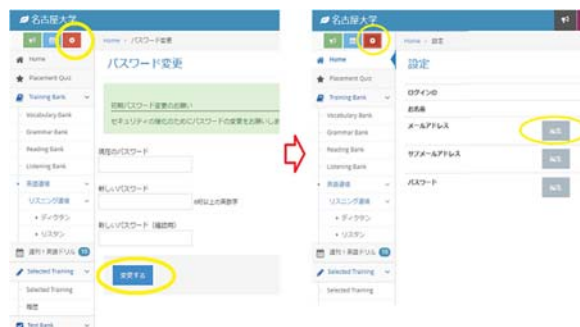 名古屋大学
Home > パスワード変更
Home
Placement Quiz
Training Bank
Vocabulary Bank
Grammar Bank
Reading Bank
Listening Bank
英語道場
リスニング道場
ディクタン
リスタン
週刊・英語ドリル
Selected Training
Selected Training
履歴
Test Bank
パスワード変更
初期パスワード変更のお願い
セキュリティの強化のためにパスワードの変更をお願いしま
現在のパスワード
新しいパスワード
8桁以上の英数字
新しいパスワード（確認用）
変更する
名古屋大学
Home > 設定
Home
Placement Quiz
Training Bank
Vocabulary Bank
Grammar Bank
Reading Bank
Listening Bank
英語道場
リスニング道場
ディクタン
リスタン
週刊・英語ドリル
Selected Training
Selected Training
設定
ログインID
お名前
メールアドレス
編集
サブメールアドレス
編集
パスワード
編集